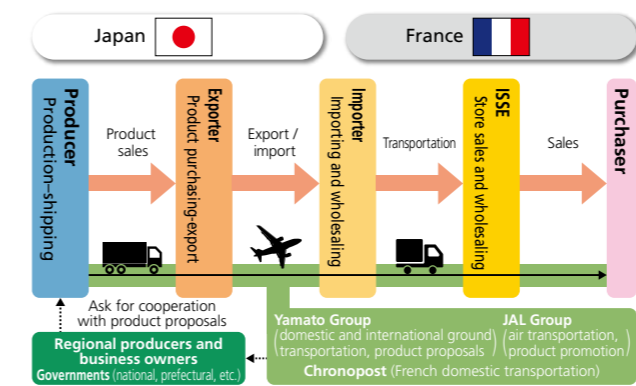 Japan
France
Producer
Production–shipping
Product
sales
Exporter
Product purchasing-export
Export /
import
Importer
Importing and wholesaling
Transportation
ISSE
Store sales and wholesaling
Sales
Purchaser
Ask for cooperation
with product proposals
Regional producers and
business owners
Governments (national, prefectural, etc.)
Yamato Group
(domestic and international ground
transportation, product proposals)
JAL Group
(air transportation,
product promotion)
Chronopost (French domestic transportation)